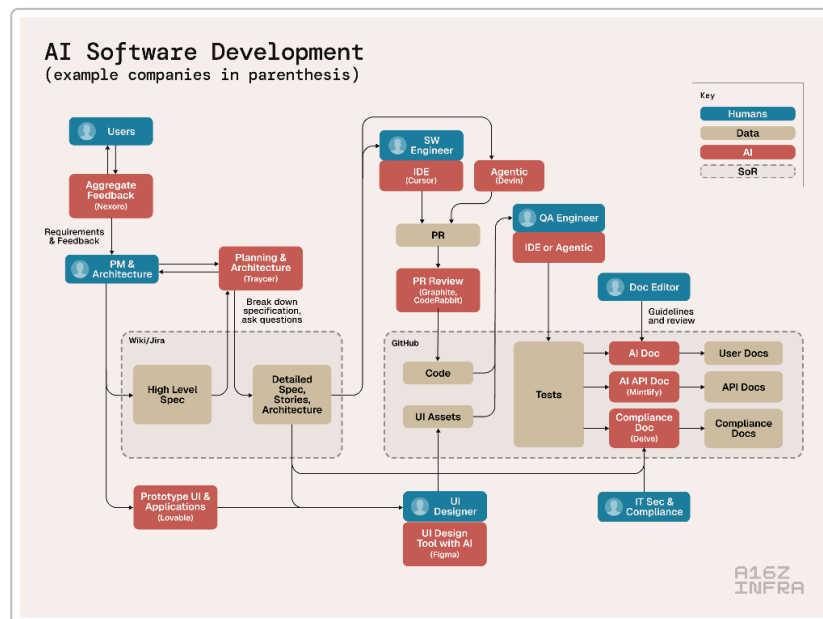 AI Software Development
(example companies in parenthesis)
Key
Humans
Data
AI
SoR
Users
Aggregate
Feedback
(Nexoro)
Requirements
& Feedback
PM &
Architecture
Planning &
Architecture
(Traycer)
Break down
specification,
ask questions
Wiki/Jira
High Level
Spec
Detailed
Spec,
Stories,
Architecture
Prototype UI &
Applications
(Lovable)
SW
Engineer
IDE
(Cursor)
Agentic
(Devin)
PR
PR Review
(Graphite,
CodeRabbit)
QA Engineer
IDE or Agentic
Doc Editor
Guidelines
and review
GitHub
Code
UI Assets
Tests
AI Doc
User Docs
AI API Doc
(Mintlify)
API Docs
Compliance
Doc
(Delve)
Compliance
Docs
UI
Designer
UI Design
Tool with AI
(Figma)
IT Sec &
Compliance
A16Z
INFRA